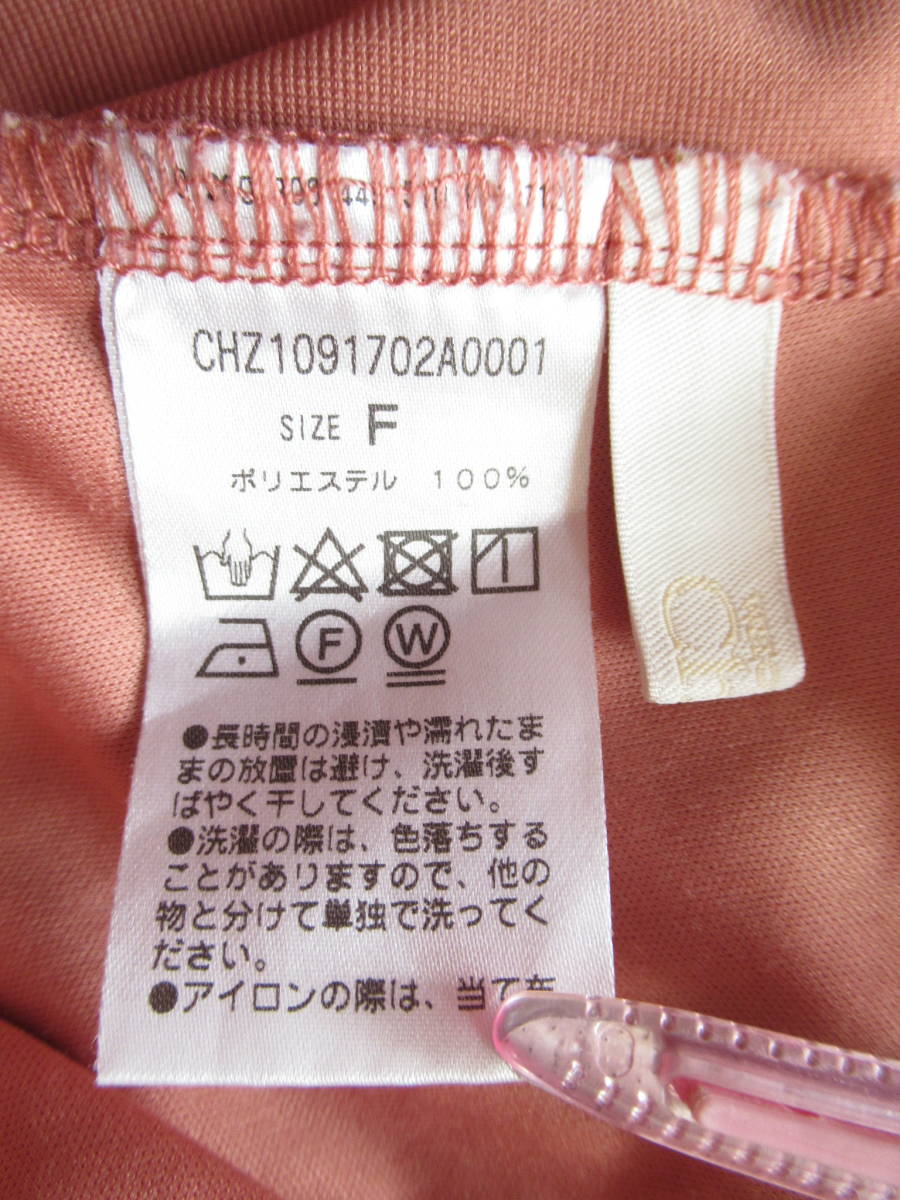 CHZ1091702A0001
SIZE F
ポリエステル 100%
F W
●長時間の浸漬や濡れたま
まの放置は避け、洗濯後す
ばやく干してください。
●洗濯の際は、色落ちする
ことがありますので、他の
物と分けて単独で洗ってく
ださい。
●アイロンの際は、当て布